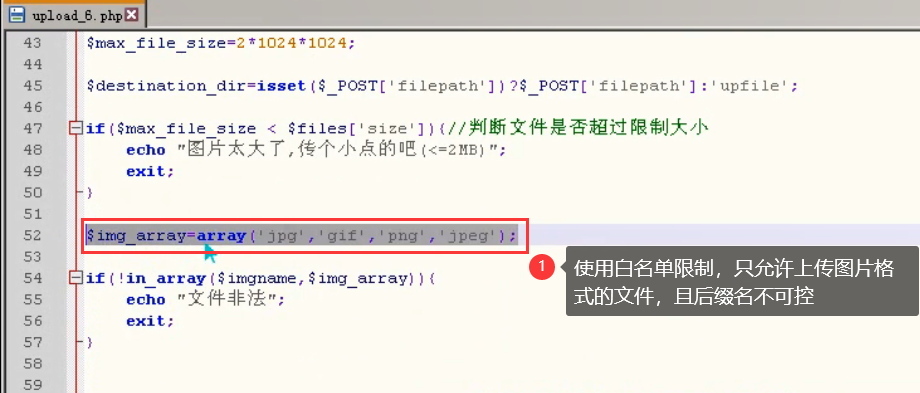 upload_6.php
43 $max_file_size=2*1024*1024;
44
45 $destination_dir=isset($_POST['filepath'])?$_POST['filepath']:'upfile';
46
47 if($max_file_size < $files['size']){//判断文件是否超过限制大小
48 echo "图片太大了,传个小点的吧(<=2MB)";
49 exit;
50 }
51
52 $img_array=array('jpg','gif','png','jpeg');
53
54 if(!in_array($imgname,$img_array)){
55 echo "文件非法";
56 exit;
57 }
58
59
1 使用白名单限制，只允许上传图片格
式的文件，且后缀名不可控